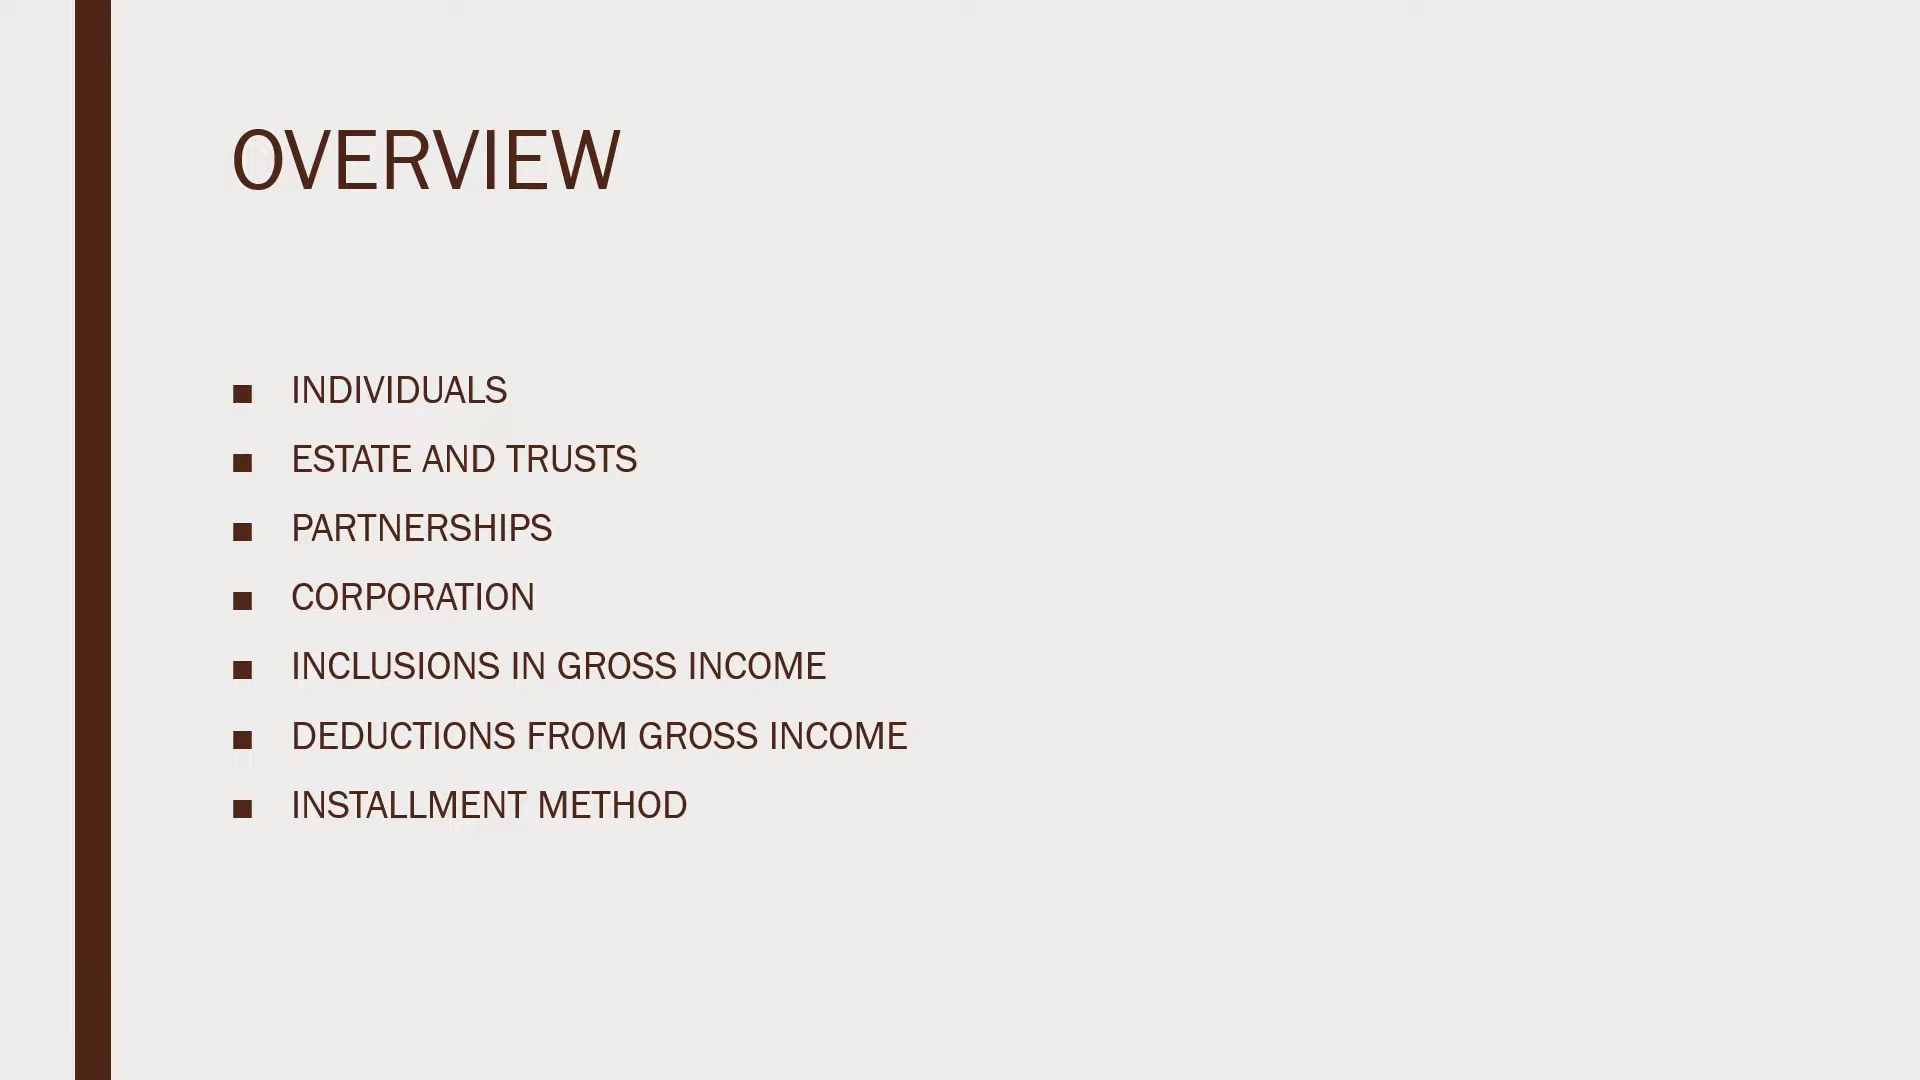 OVERVIEW
■ INDIVIDUALS
■ ESTATE AND TRUSTS
■ PARTNERSHIPS
■ CORPORATION
■ INCLUSIONS IN GROSS INCOME
■ DEDUCTIONS FROM GROSS INCOME
■ INSTALLMENT METHOD